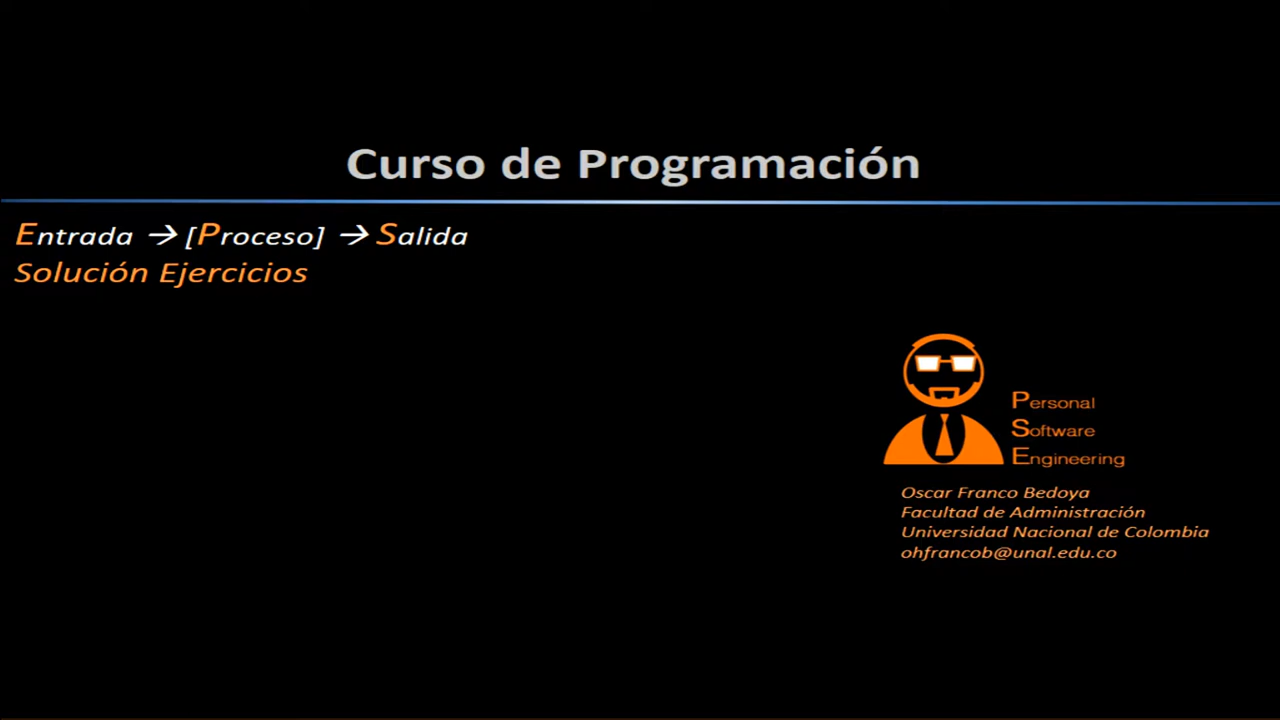 Curso de Programación
Entrada → [Proceso] → Salida
Solución Ejercicios
Personal
Software
Engineering
Oscar Franco Bedoya
Facultad de Administración
Universidad Nacional de Colombia
ohfrancob@unal.edu.co